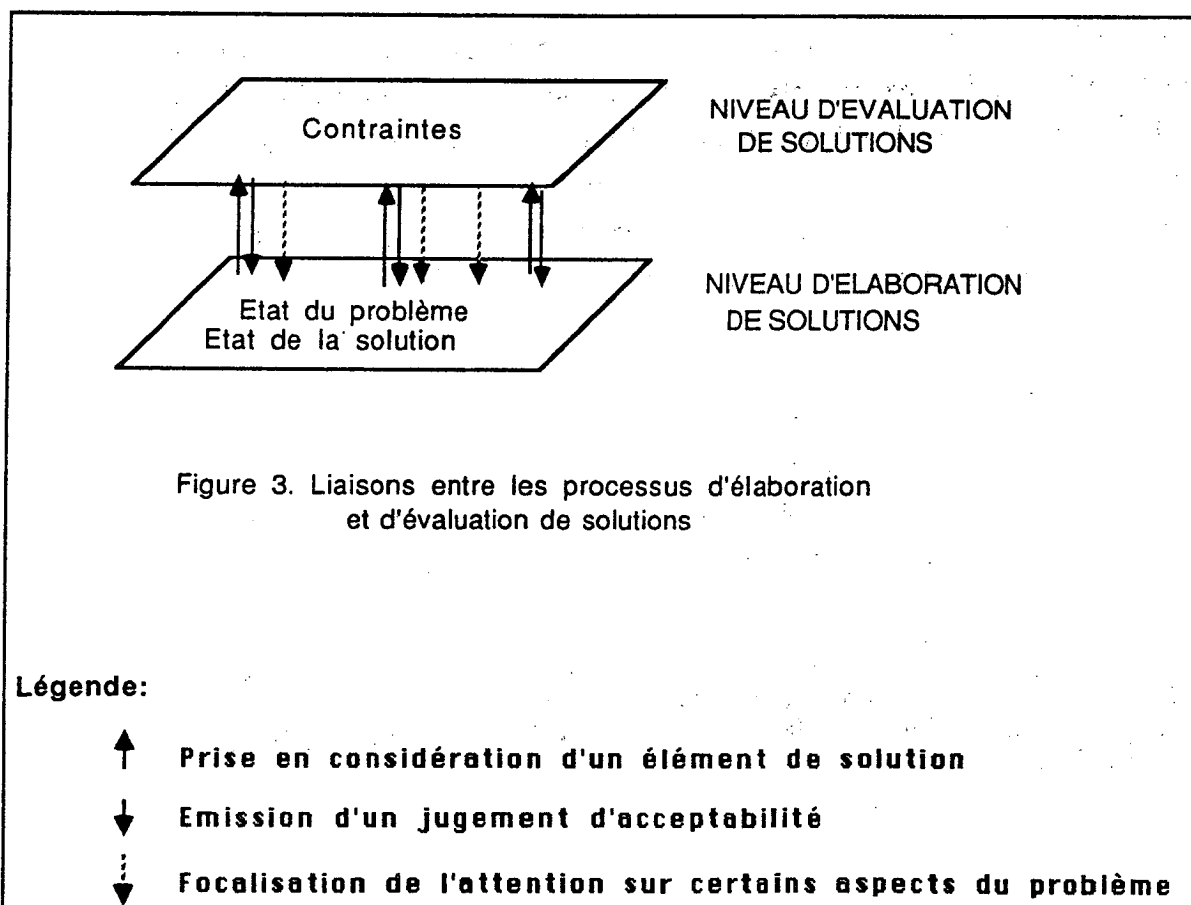 Contraintes
NIVEAU D'EVALUATION
DE SOLUTIONS
Etat du problème
Etat de la solution
NIVEAU D'ELABORATION
DE SOLUTIONS
Figure 3. Liaisons entre les processus d'élaboration
et d'évaluation de solutions
Légende:
Prise en considération d'un élément de solution
Emission d'un jugement d'acceptabilité
Focalisation de l'attention sur certains aspects du problème